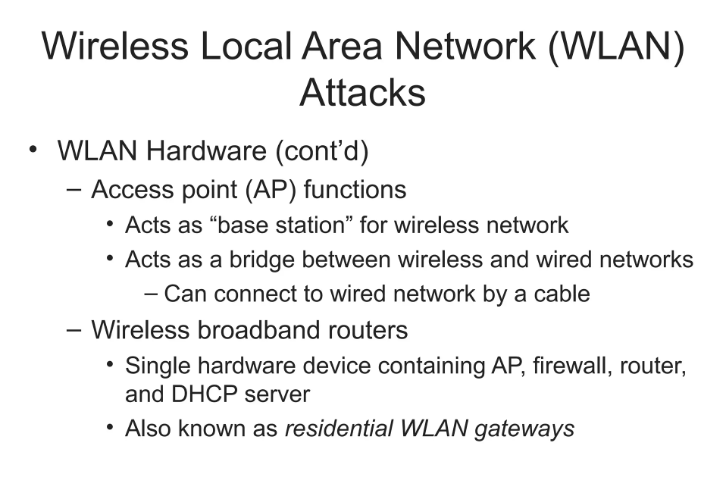 Wireless Local Area Network (WLAN)
Attacks
• WLAN Hardware (cont’d)
– Access point (AP) functions
• Acts as “base station” for wireless network
• Acts as a bridge between wireless and wired networks
– Can connect to wired network by a cable
– Wireless broadband routers
• Single hardware device containing AP, firewall, router,
and DHCP server
• Also known as residential WLAN gateways